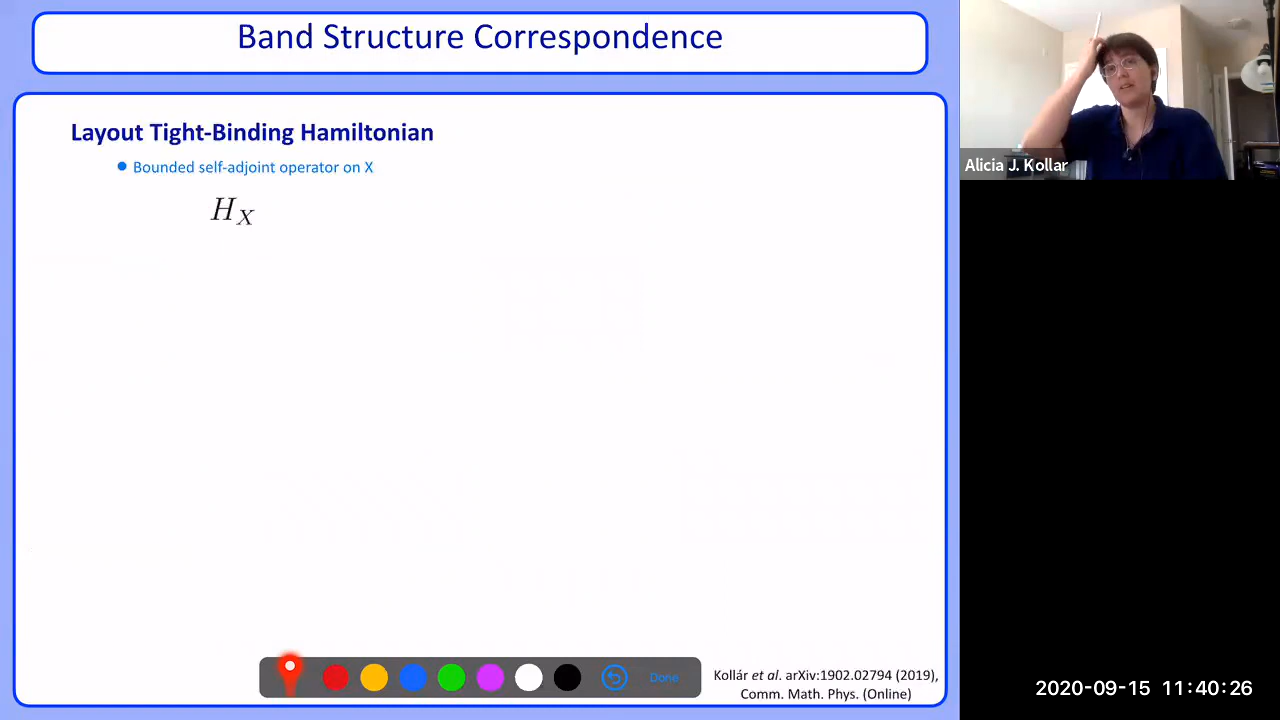 Band Structure Correspondence
Layout Tight-Binding Hamiltonian
Bounded self-adjoint operator on X
H_X
Done
Kollár et al. arXiv:1902.02794 (2019),
Comm. Math. Phys. (Online)
Alicia J. Kollar
2020-09-15 11:40:26